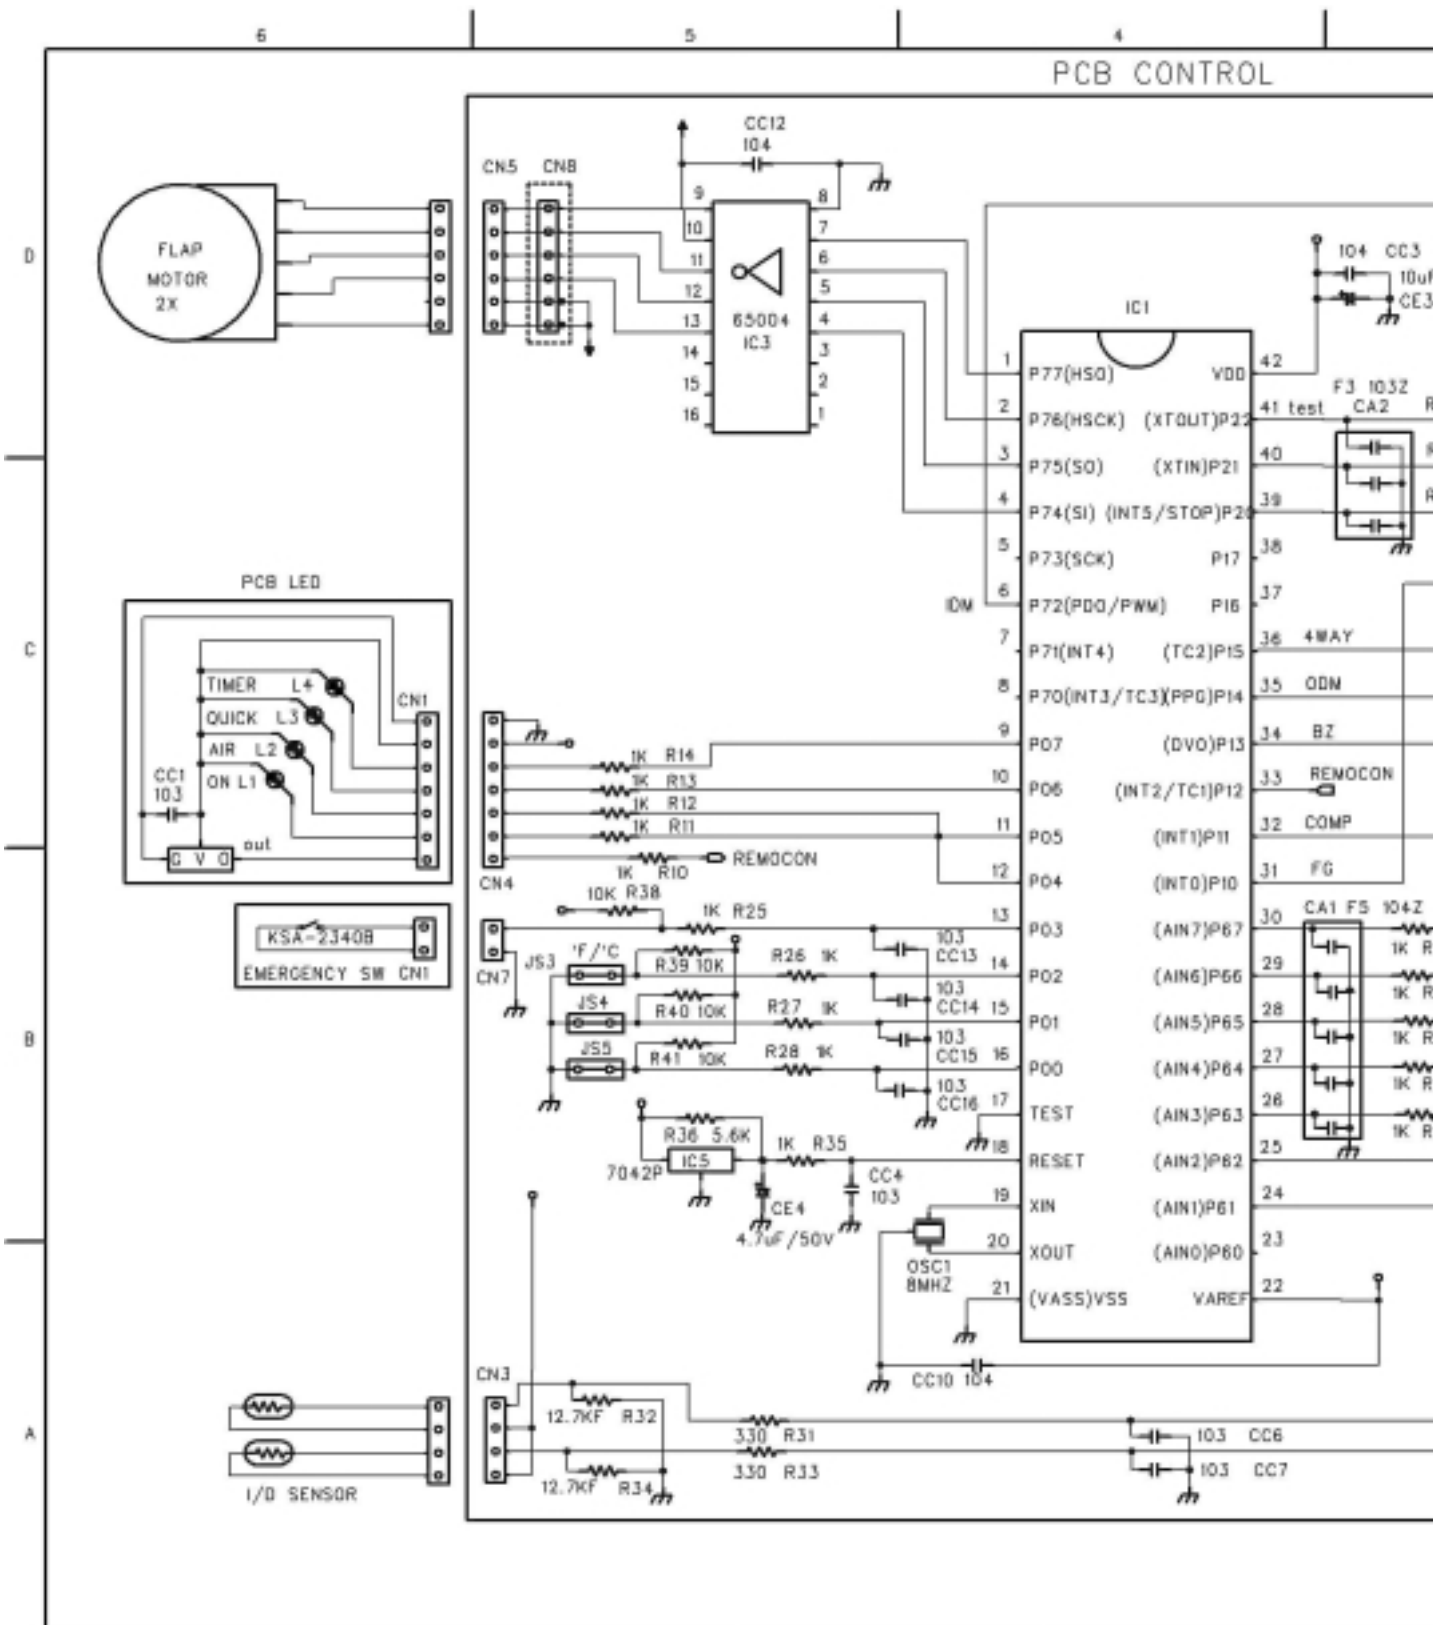 6 5 4
PCB CONTROL
D
C
B
A
FLAP
MOTOR
2X
CN5 CN8
CC12
104
9
10
11
12
13
14
15
16
8
7
6
5
4
3
2
1
65004
IC3
104 CC3
10uF
CE3
IC1
1 P77(HSO)
2 P76(HSCK)
3 P75(SO)
4 P74(SI)
5 P73(SCK)
IDM 6 P72(PDO/PWM)
7 P71(INT4)
8 P70(INT3/TC3)
9 P07
10 P06
11 P05
12 P04
13 P03
14 P02
15 P01
16 P00
17 TEST
18 RESET
19 XIN
20 XOUT
21 (VASS)VSS
VDD 42
(XTOUT)P22 41 test
(XTIN)P21 40
(INT5/STOP)P20 39
P17 38
P16 37
(TC2)P15 36 4WAY
(PPG)P14 35 ODM
(DVO)P13 34 BZ
(INT2/TC1)P12 33 REMOCON
(INT1)P11 32 COMP
(INT0)P10 31 FG
(AIN7)P67 30
(AIN6)P66 29
(AIN5)P65 28
(AIN4)P64 27
(AIN3)P63 26
(AIN2)P62 25
(AIN1)P61 24
(AIN0)P60 23
VAREF 22
F3 103Z
CA2
R
R
R
CA1 F5 104Z
1K R
1K R
1K R
1K R
1K R
PCB LED
TIMER L4
QUICK L3
AIR L2
ON L1
CN1
CC1
103
G V O
out
KSA-2340B
EMERGENCY SW CN1
1K R14
1K R13
1K R12
1K R11
REMOCON
1K R10
CN4
10K R38
1K R25
CN7
JS3
'F/'C
R39 10K
R26 1K
JS4
R40 10K
R27 1K
JS5
R41 10K
R28 1K
103
CC13
103
CC14
103
CC15
103
CC16
R36 5.6K
1K R35
7042P
IC5
CE4
4.7uF/50V
CC4
103
OSC1
8MHZ
CC10 104
CN3
12.7KF R32
330 R31
330 R33
12.7KF R34
103 CC6
103 CC7
I/D SENSOR